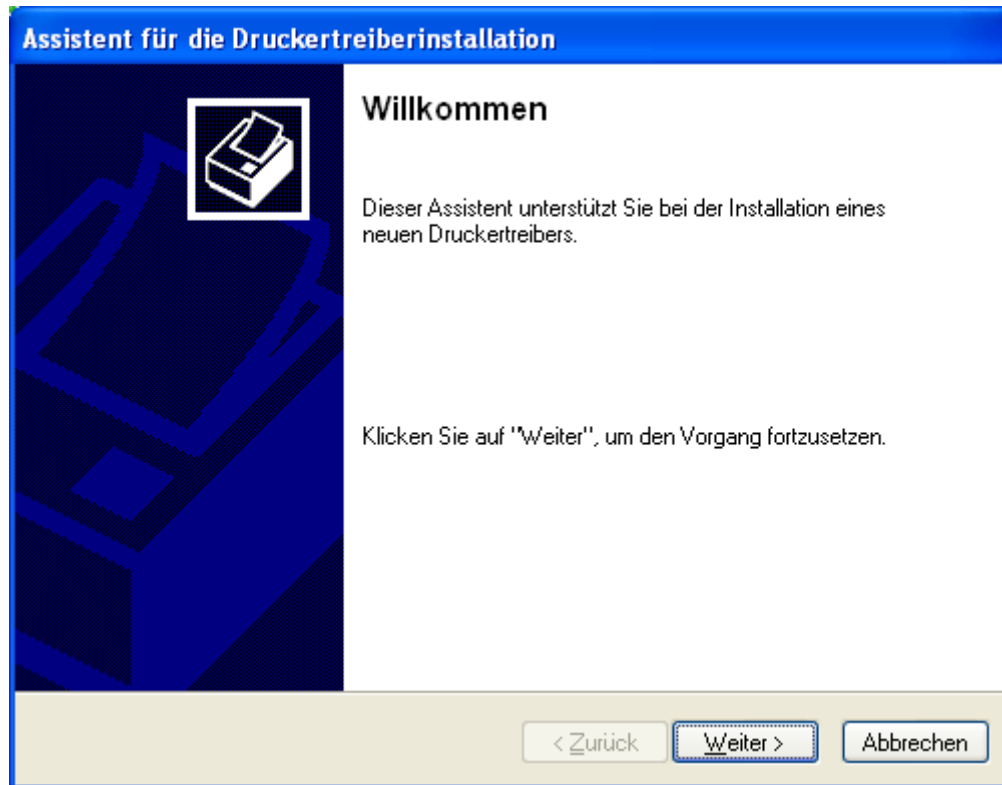 Assistent für die Druckertreiberinstallation
Willkommen
Dieser Assistent unterstützt Sie bei der Installation eines
neuen Druckertreibers.
Klicken Sie auf "Weiter", um den Vorgang fortzusetzen.
< Zurück
Weiter >
Abbrechen